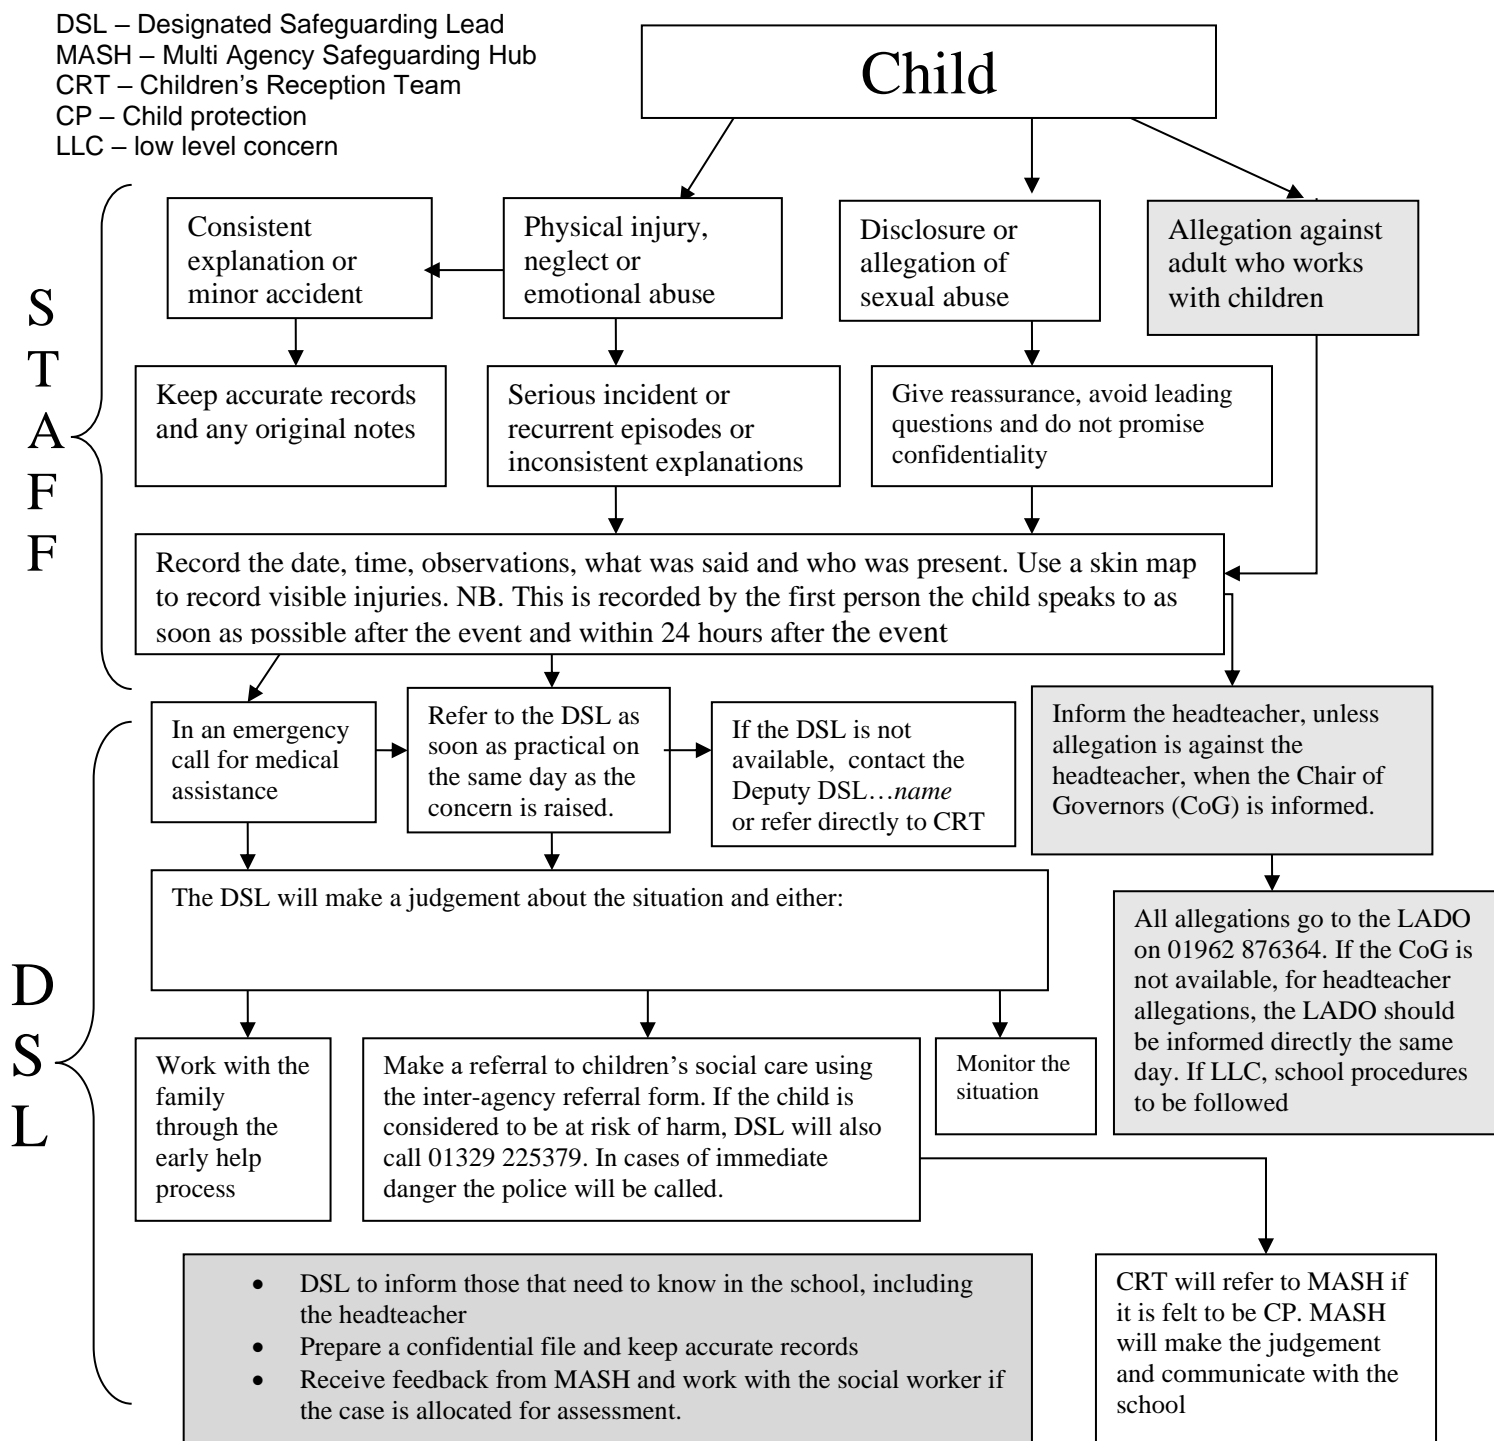 DSL – Designated Safeguarding Lead
MASH – Multi Agency Safeguarding Hub
CRT – Children's Reception Team
CP – Child protection
LLC – low level concern
Child
S
T
A
F
F
Consistent
explanation or
minor accident
Physical injury,
neglect or
emotional abuse
Disclosure or
allegation of
sexual abuse
Allegation against
adult who works
with children
Keep accurate records
and any original notes
Serious incident or
recurrent episodes or
inconsistent explanations
Give reassurance, avoid leading
questions and do not promise
confidentiality
Record the date, time, observations, what was said and who was present. Use a skin map
to record visible injuries. NB. This is recorded by the first person the child speaks to as
soon as possible after the event and within 24 hours after the event
D
S
L
In an emergency
call for medical
assistance
Refer to the DSL as
soon as practical on
the same day as the
concern is raised.
If the DSL is not
available,  contact the
Deputy DSL…name
or refer directly to CRT
Inform the headteacher, unless
allegation is against the
headteacher, when the Chair of
Governors (CoG) is informed.
The DSL will make a judgement about the situation and either:
All allegations go to the LADO
on 01962 876364. If the CoG is
not available, for headteacher
allegations, the LADO should
be informed directly the same
day. If LLC, school procedures
to be followed
Work with the
family
through the
early help
process
Make a referral to children's social care using
the inter-agency referral form. If the child is
considered to be at risk of harm, DSL will also
call 01329 225379. In cases of immediate
danger the police will be called.
Monitor the
situation
• DSL to inform those that need to know in the school, including
the headteacher
• Prepare a confidential file and keep accurate records
• Receive feedback from MASH and work with the social worker if
the case is allocated for assessment.
CRT will refer to MASH if
it is felt to be CP. MASH
will make the judgement
and communicate with the
school